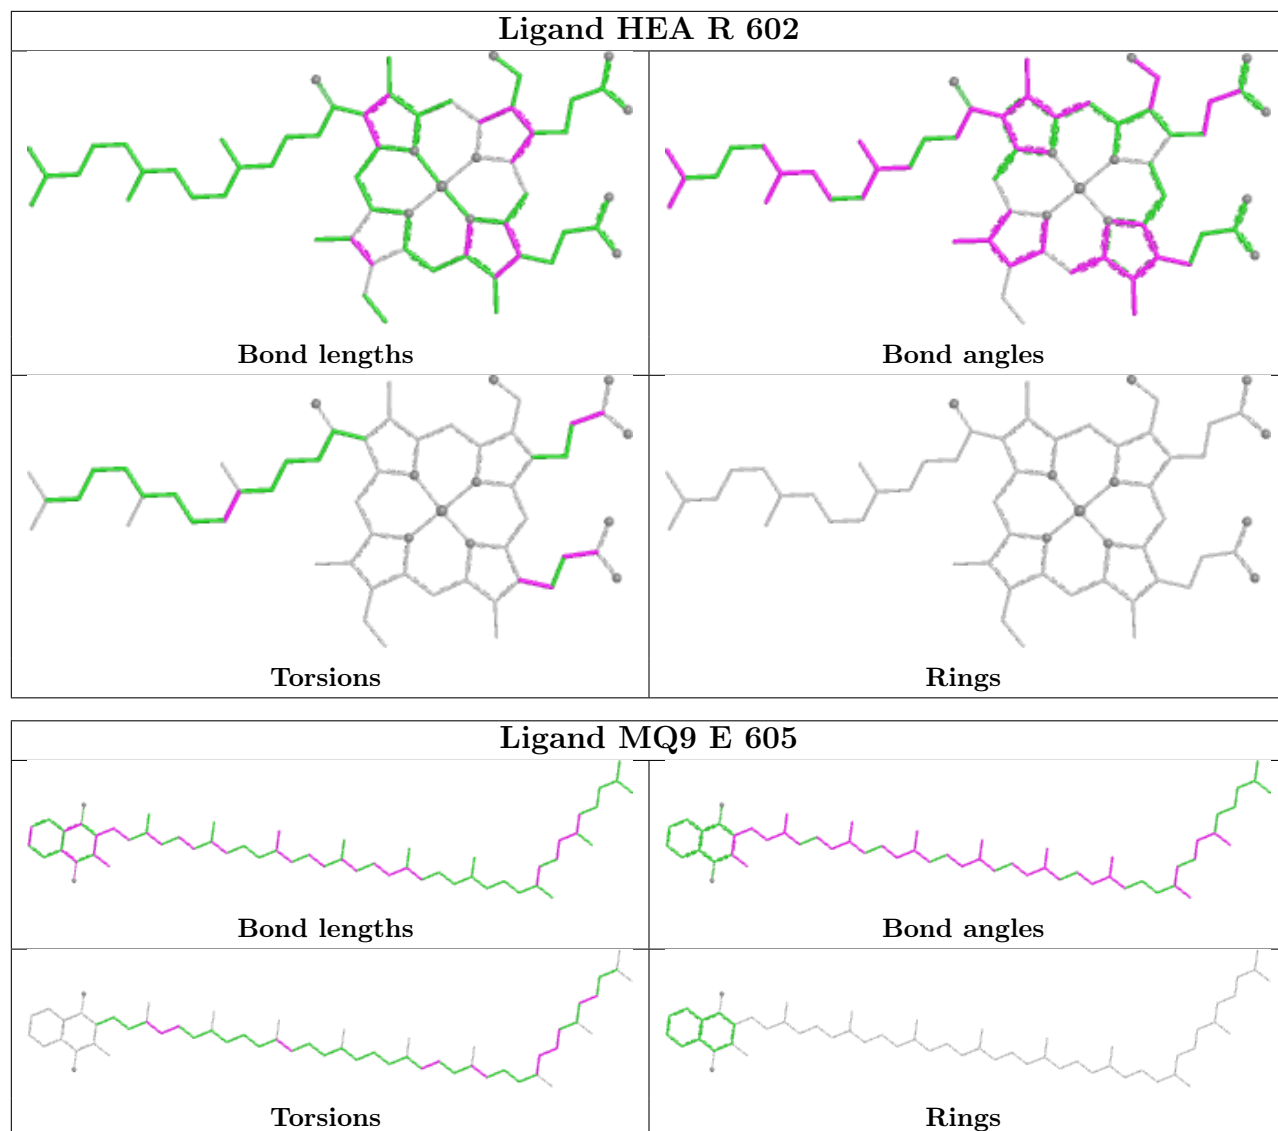 Ligand HEA R 602
Bond lengths
Bond angles
Torsions
Rings
Ligand MQ9 E 605
Bond lengths
Bond angles
Torsions
Rings